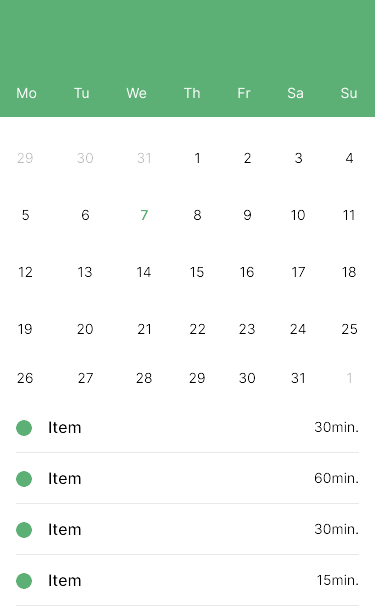 Mo Tu We Th Fr Sa Su
29 30 31 1 2 3 4
5 6 7 8 9 10 11
12 13 14 15 16 17 18
19 20 21 22 23 24 25
26 27 28 29 30 31 1
Item 30min.
Item 60min.
Item 30min.
Item 15min.